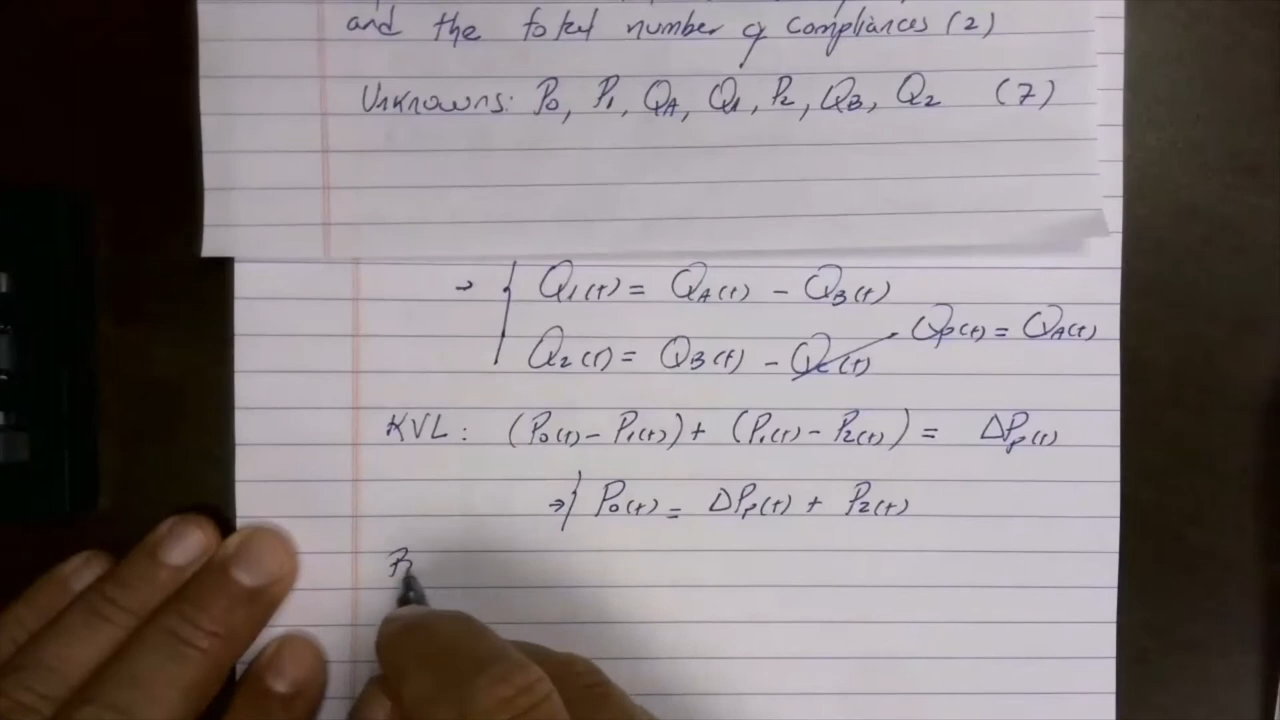 and the total number of compliances (2)
Unknowns: P0, P1, QA, Q1, P2, QB, Q2 (7)
→ { Q1(t) = QA(t) - QB(t)
Qp(t) = QA(t)
Q2(t) = QB(t) - Qc(t)
KVL: (P0(t) - P1(t)) + (P1(t) - P2(t)) = ΔPp(t)
→ { P0(t) = ΔPp(t) + P2(t)